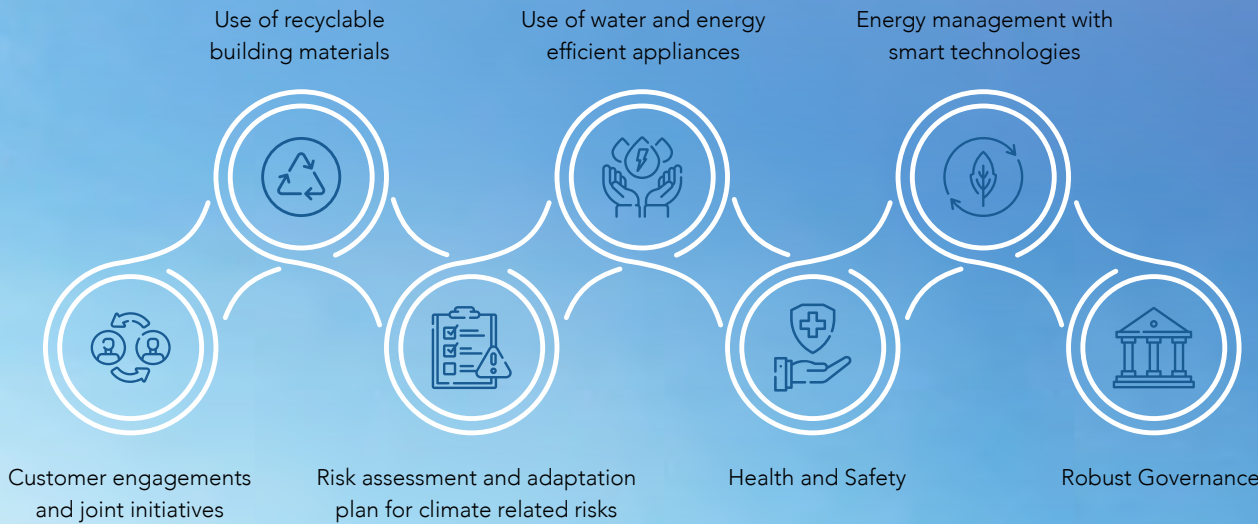 Use of recyclable
building materials
Use of water and energy
efficient appliances
Energy management with
smart technologies
Customer engagements
and joint initiatives
Risk assessment and adaptation
plan for climate related risks
Health and Safety
Robust Governance